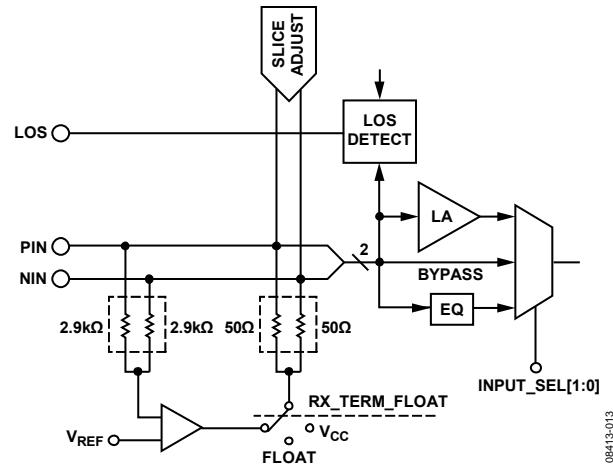 SLICE
ADJUST
LOS
LOS
DETECT
LA
PIN
2
NIN
BYPASS
2.9kΩ
2.9kΩ
50Ω
50Ω
EQ
INPUT_SEL[1:0]
RX_TERM_FLOAT
VREF
VCC
FLOAT
08413-013